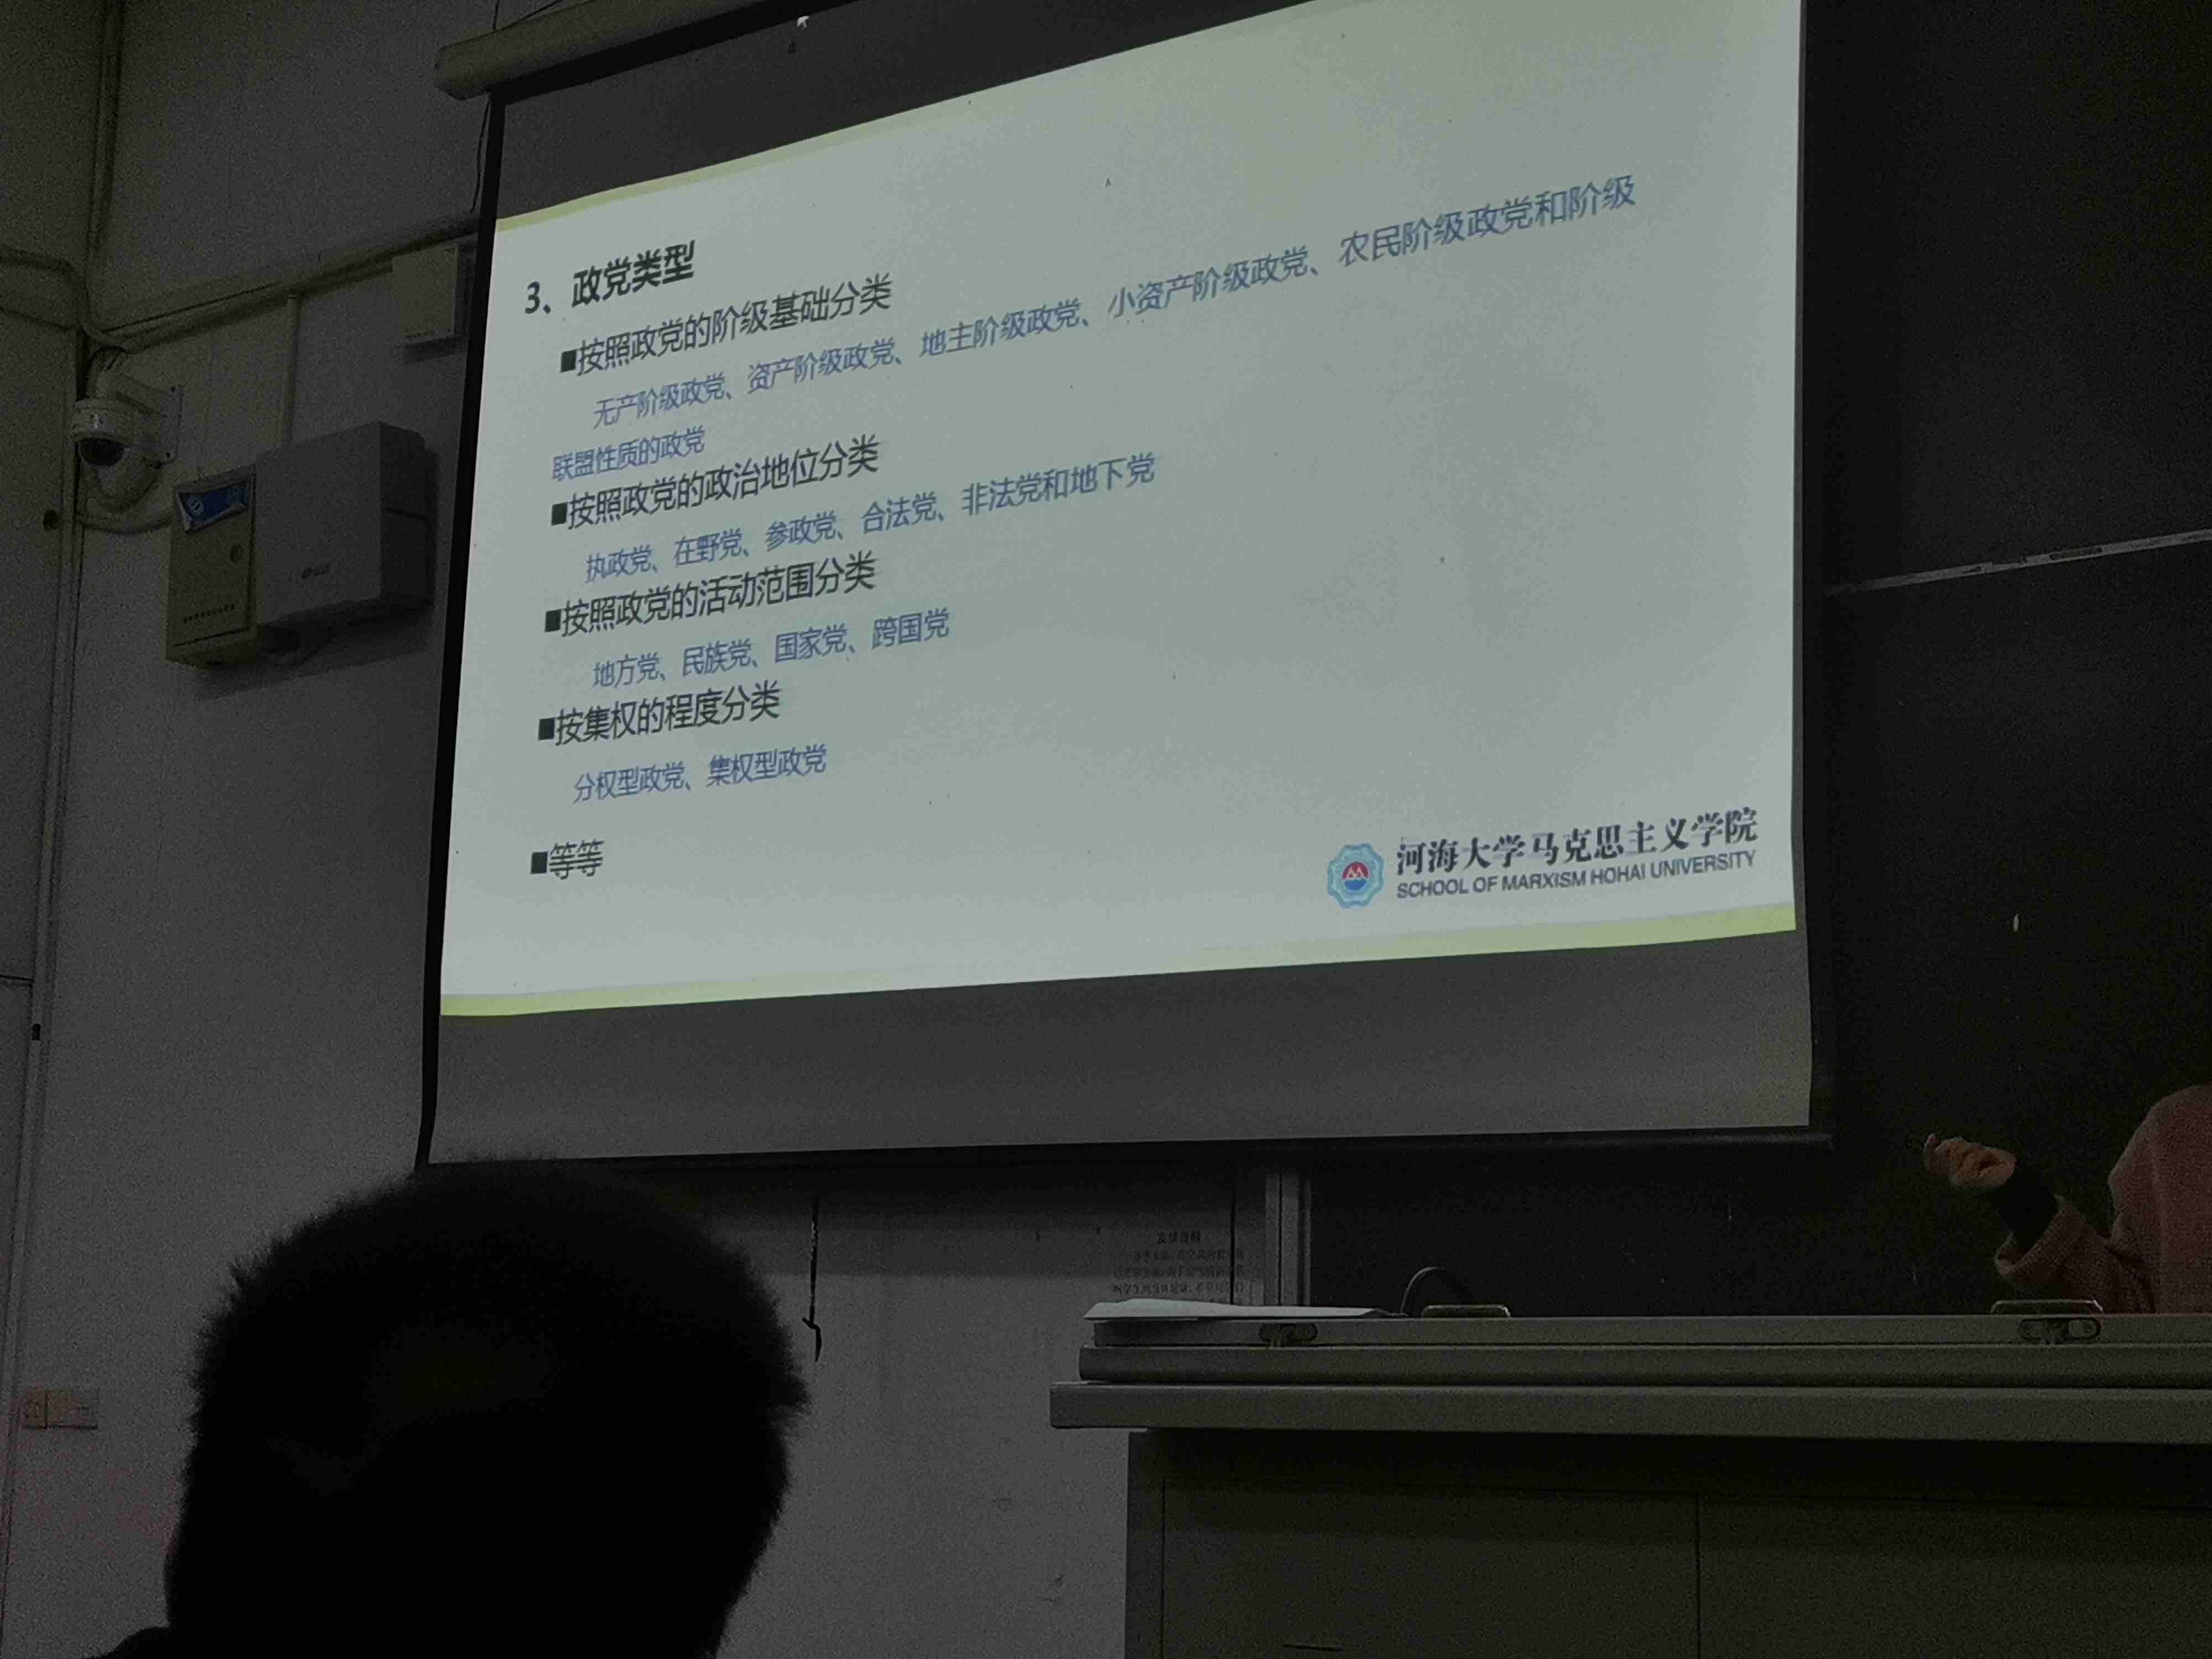 3、政党类型
■按照政党的阶级基础分类
无产阶级政党、资产阶级政党、地主阶级政党、小资产阶级政党、农民阶级政党和阶级
联盟性质的政党
■按照政党的政治地位分类
执政党、在野党、参政党、合法党、非法党和地下党
■按照政党的活动范围分类
地方党、民族党、国家党、跨国党
■按集权的程度分类
分权型政党、集权型政党
■等等
河海大学马克思主义学院
SCHOOL OF MARXISM HOHAI UNIVERSITY